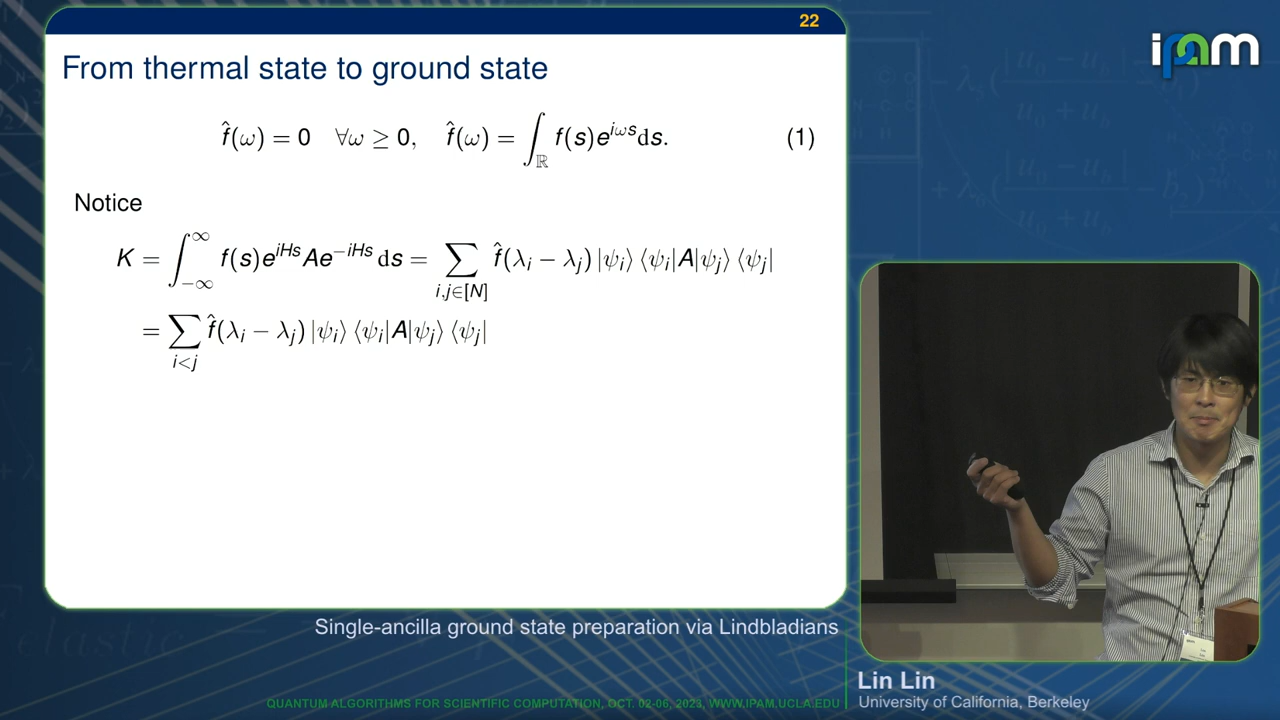 22
From thermal state to ground state
f̂(ω) = 0 ∀ω ≥ 0, f̂(ω) = ∫_ℝ f(s)e^{iωs}ds. (1)
Notice
K = ∫_{−∞}^{∞} f(s)e^{iHs}Ae^{−iHs} ds = ∑_{i,j∈[N]} f̂(λ_i − λ_j) |ψ_i⟩ ⟨ψ_i|A|ψ_j⟩ ⟨ψ_j|
= ∑_{i<j} f̂(λ_i − λ_j) |ψ_i⟩ ⟨ψ_i|A|ψ_j⟩ ⟨ψ_j|
ipam
Single-ancilla ground state preparation via Lindbladians
Lin Lin
University of California, Berkeley
QUANTUM ALGORITHMS FOR SCIENTIFIC COMPUTATION, OCT. 02-06, 2023, WWW.IPAM.UCLA.EDU